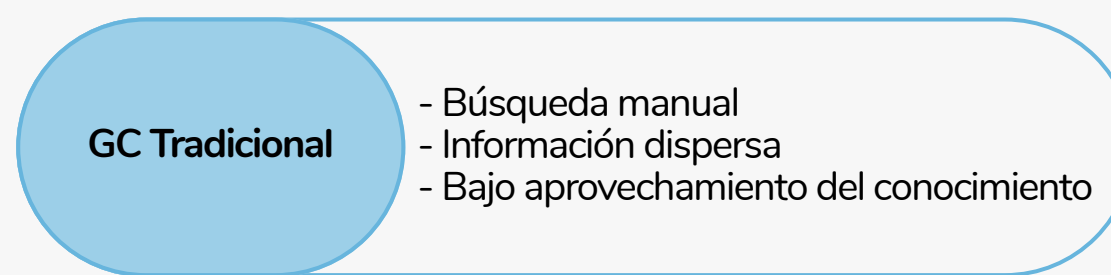 GC Tradicional
- Búsqueda manual
- Información dispersa
- Bajo aprovechamiento del conocimiento